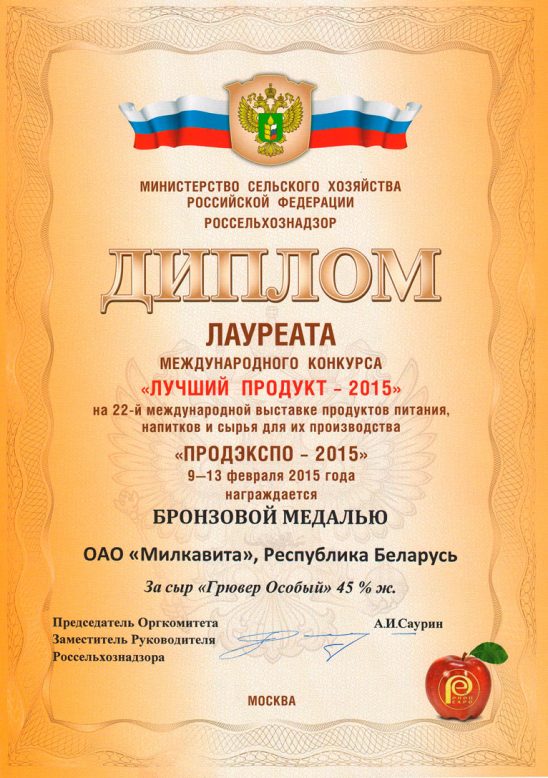 МИНИСТЕРСТВО СЕЛЬСКОГО ХОЗЯЙСТВА
РОССИЙСКОЙ ФЕДЕРАЦИИ
РОССЕЛЬХОЗНАДЗОР
ДИПЛОМ
ЛАУРЕАТА
МЕЖДУНАРОДНОГО КОНКУРСА
«ЛУЧШИЙ ПРОДУКТ – 2015»
на 22-й международной выставке продуктов питания,
напитков и сырья для их производства
«ПРОДЭКСПО – 2015»
9—13 февраля 2015 года
награждается
БРОНЗОВОЙ МЕДАЛЬЮ
ОАО «Милкавита», Республика Беларусь
За сыр «Грювер Особый» 45 % ж.
Председатель Оргкомитета А.И.Саурин
Заместитель Руководителя
Россельхознадзора
PROD
EXPO
МОСКВА